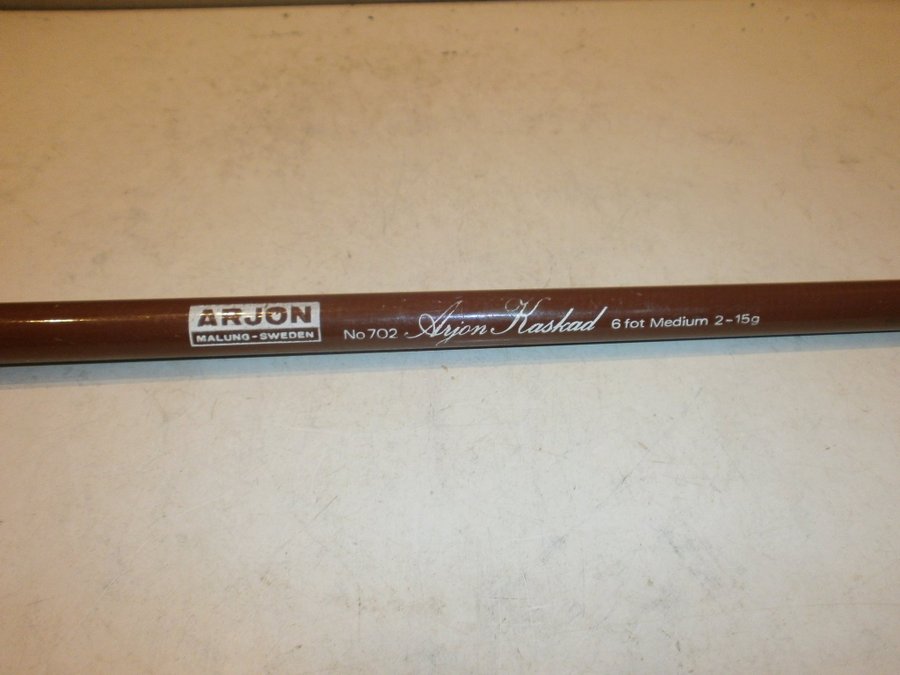 ARJON
MALUNG-SWEDEN
No 702 Arjon Kaskad 6 fot Medium 2-15g